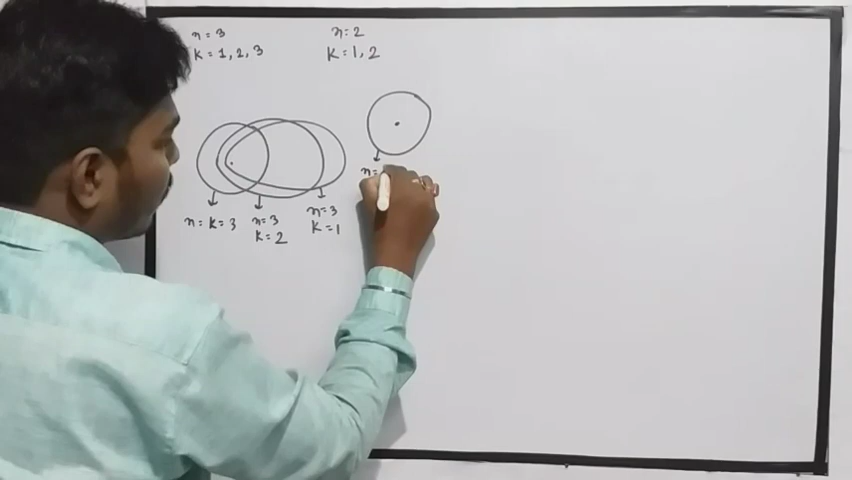 n = 3
K = 1, 2, 3
n = 2
K = 1, 2
n = K = 3
n = 3
K = 2
n = 3
K = 1
n =